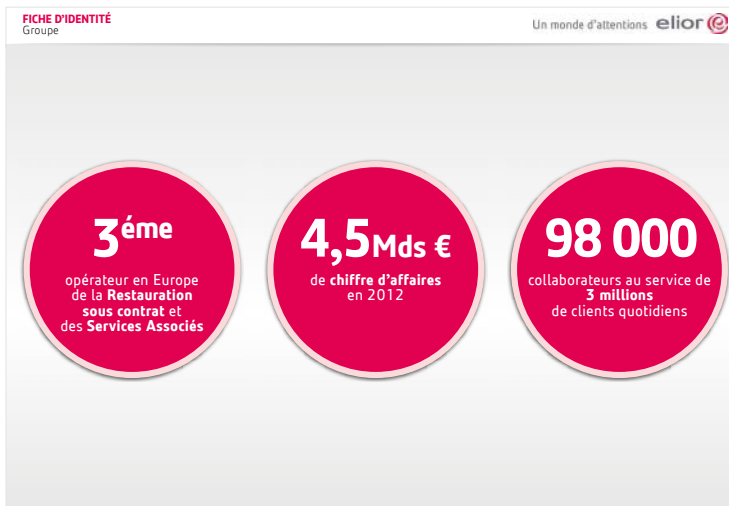 FICHE D'IDENTITÉ
Groupe
Un monde d'attentions elior
3éme
opérateur en Europe
de la Restauration
sous contrat et
des Services Associés
4,5Mds €
de chiffre d'affaires
en 2012
98 000
collaborateurs au service de
3 millions
de clients quotidiens